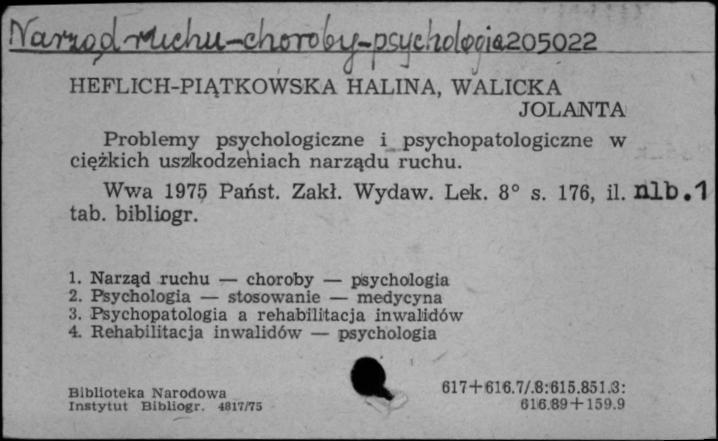 Narząd ruchu-choroby-psychologia 205022
HEFLICH-PIĄTKOWSKA HALINA, WALICKA
JOLANTA
Problemy psychologiczne i psychopatologiczne w
ciężkich uszkodzeniach narządu ruchu.
Wwa 1975 Państ. Zakł. Wydaw. Lek. 8° s. 176, il. nlb.1
tab. bibliogr.
1. Narząd ruchu — choroby — psychologia
2. Psychologia — stosowanie — medycyna
3. Psychopatologia a rehabilitacja inwalidów
4. Rehabilitacja inwalidów — psychologia
Biblioteka Narodowa
Instytut Bibliogr. 4817/75
617+616.7/.8:615.851.3:
616.89+159.9